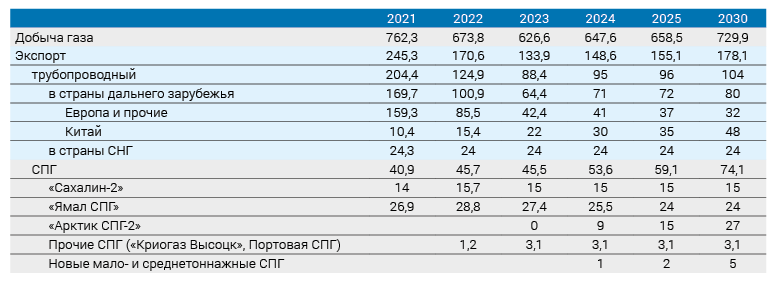 2021 2022 2023 2024 2025 2030
Добыча газа 762,3 673,8 626,6 647,6 658,5 729,9
Экспорт 245,3 170,6 133,9 148,6 155,1 178,1
трубопроводный 204,4 124,9 88,4 95 96 104
в страны дальнего зарубежья 169,7 100,9 64,4 71 72 80
Европа и прочие 159,3 85,5 42,4 41 37 32
Китай 10,4 15,4 22 30 35 48
в страны СНГ 24,3 24 24 24 24 24
СПГ 40,9 45,7 45,5 53,6 59,1 74,1
«Сахалин-2» 14 15,7 15 15 15 15
«Ямал СПГ» 26,9 28,8 27,4 25,5 24 24
«Арктик СПГ-2» 0 9 15 27
Прочие СПГ («Криогаз Высоцк», Портовая СПГ) 1,2 3,1 3,1 3,1 3,1
Новые мало- и среднетоннажные СПГ 1 2 5